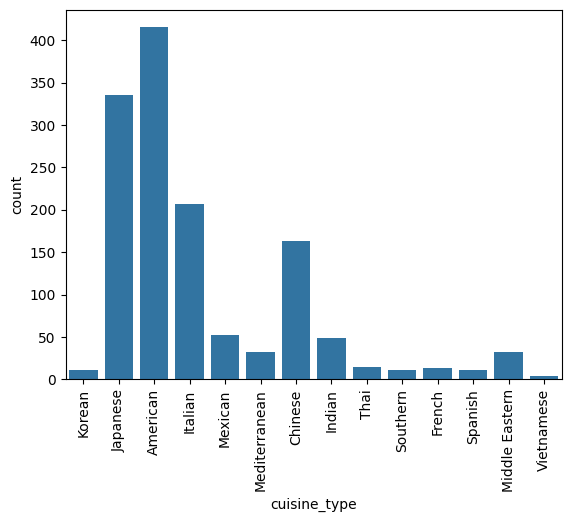 400
350
300
250
200
150
100
50
0
count
Korean
Japanese
American
Italian
Mexican
Mediterranean
Chinese
Indian
Thai
Southern
French
Spanish
Middle Eastern
Vietnamese
cuisine_type